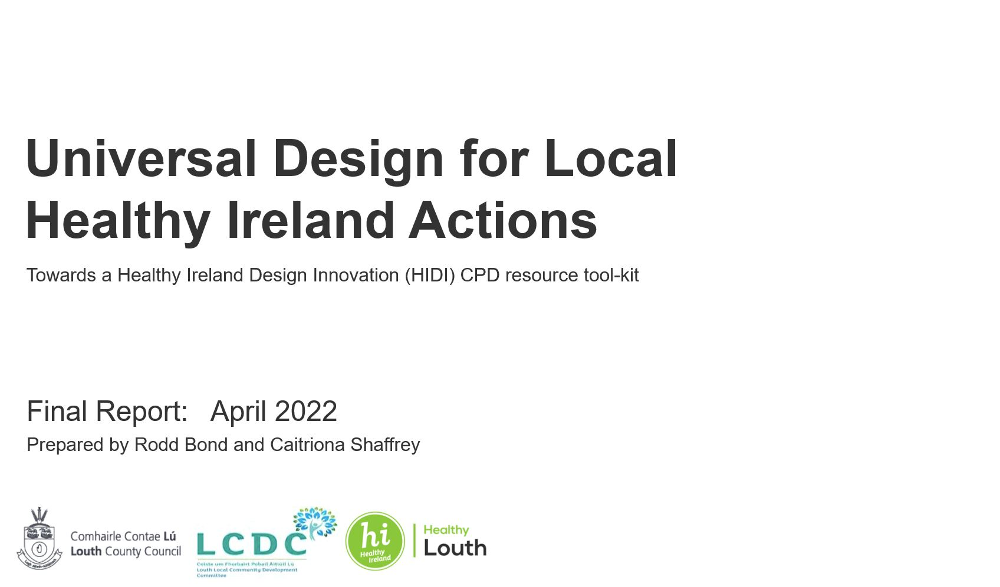 Universal Design for Local
Healthy Ireland Actions
Towards a Healthy Ireland Design Innovation (HIDI) CPD resource tool-kit
Final Report: April 2022
Prepared by Rodd Bond and Caitriona Shaffrey
Comhairle Contae Lú
Louth County Council
LCDC
Coiste um Fhorbairt Pobail Áitiúil Lú
Louth Local Community Development
Committee
hi
Healthy
Ireland
Healthy
Louth